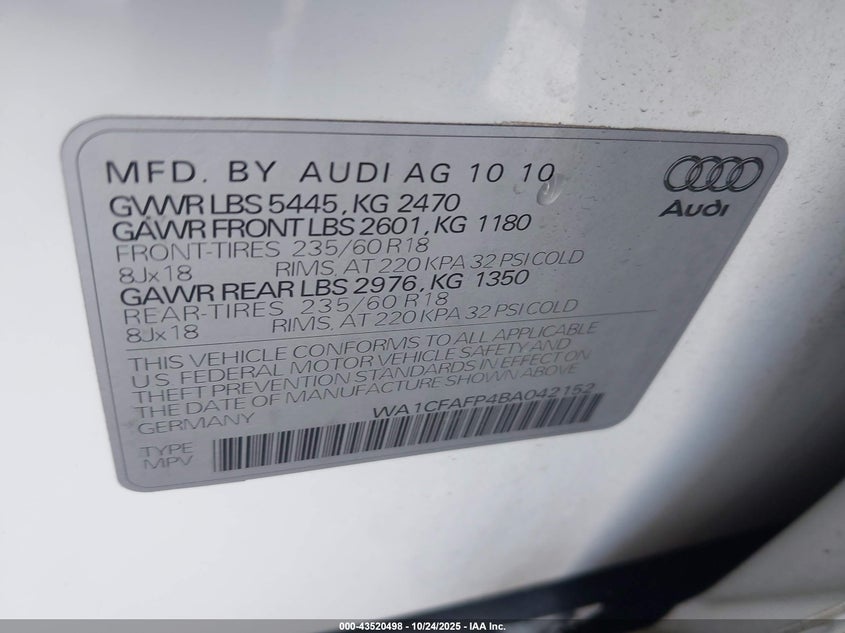 MFD. BY AUDI AG 10 10
GVWR LBS 5445, KG 2470
GAWR FRONT LBS 2601, KG 1180
FRONT-TIRES 235/60 R18
8Jx18 RIMS, AT 220 KPA 32 PSI COLD
GAWR REAR LBS 2976, KG 1350
REAR-TIRES 235/60 R18
8Jx18 RIMS, AT 220 KPA 32 PSI COLD
THIS VEHICLE CONFORMS TO ALL APPLICABLE
US FEDERAL MOTOR VEHICLE SAFETY AND
THEFT PREVENTION STANDARDS IN EFFECT ON
THE DATE OF MANUFACTURE SHOWN ABOVE
GERMANY WA1CFAFP4BA042152
TYPE
MPV
Audi
000-43520498 - 10/24/2025 - IAA Inc.